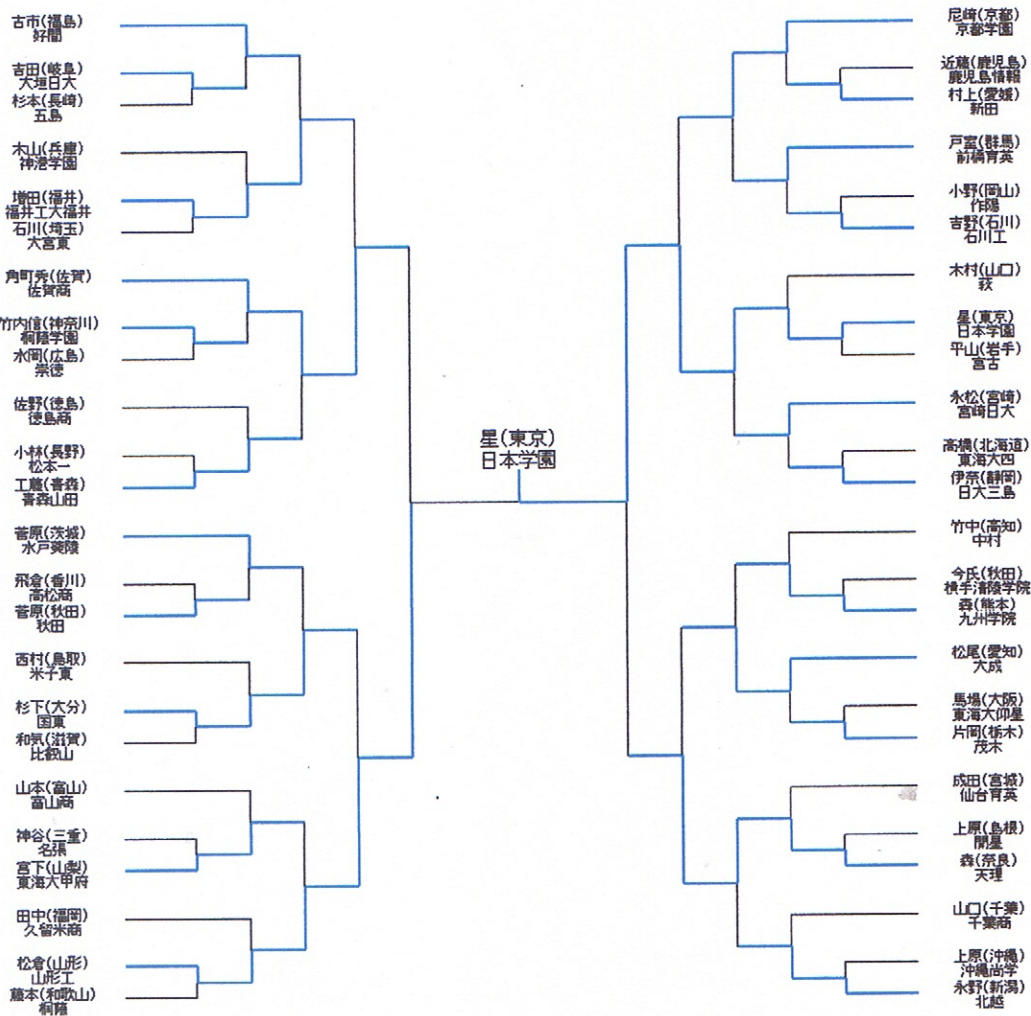 古市(福島)
好間
吉田(岐阜)
大垣日大
杉本(長崎)
五島
木山(兵庫)
神港学園
増田(福井)
福井工大福井
石川(埼玉)
大宮東
角町秀(佐賀)
佐賀商
竹内信(神奈川)
桐蔭学園
水岡(広島)
崇徳
佐野(徳島)
徳島商
小林(長野)
松本一
工藤(青森)
青森山田
菅原(茨城)
水戸葵陵
飛倉(香川)
高松商
菅原(秋田)
秋田
西村(鳥取)
米子東
杉下(大分)
国東
和気(滋賀)
比叡山
山本(富山)
富山商
神谷(三重)
名張
宮下(山梨)
東海大甲府
田中(福岡)
久留米商
松倉(山形)
山形工
藤本(和歌山)
桐蔭
星(東京)
日本学園
尼崎(京都)
京都学園
近藤(鹿児島)
鹿児島情報
村上(愛媛)
新田
戸室(群馬)
前橋育英
小野(岡山)
作陽
吉野(石川)
石川工
木村(山口)
萩
星(東京)
日本学園
平山(岩手)
宮古
永松(宮崎)
宮崎日大
高橋(北海道)
東海大四
伊奈(静岡)
日大三島
竹中(高知)
中村
今氏(秋田)
横手清陵学院
森(熊本)
九州学院
松尾(愛知)
大成
馬場(大阪)
東海大仰星
片岡(栃木)
茂木
成田(宮城)
仙台育英
上原(島根)
開星
森(奈良)
天理
山口(千葉)
千葉商
上原(沖縄)
沖縄尚学
永野(新潟)
北越